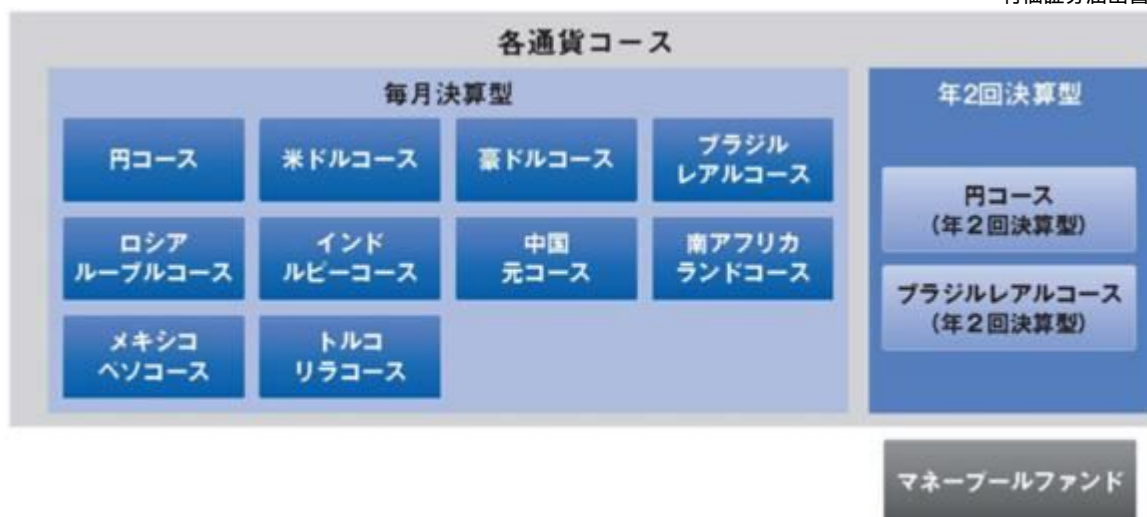 各通貨コース
毎月決算型
円コース
米ドルコース
豪ドルコース
ブラジル
レアルコース
ロシア
ルーブルコース
インド
ルピーコース
中国
元コース
南アフリカ
ランドコース
メキシコ
ペソコース
トルコ
リラコース
年2回決算型
円コース
（年２回決算型）
ブラジルレアルコース
（年２回決算型）
マネープールファンド